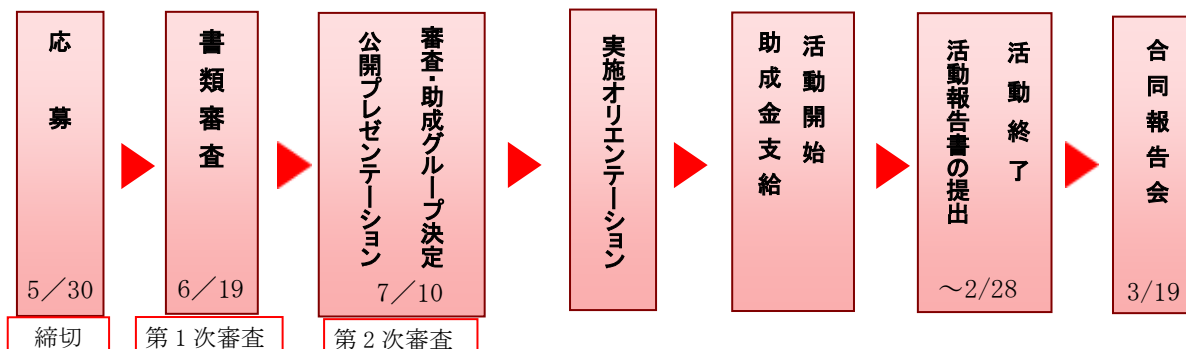 応募
5／30
締切
書類審査
6／19
第１次審査
審査・助成グループ決定
公開プレゼンテーション
7／10
第２次審査
実施オリエンテーション
活動開始
助成金支給
活動終了
活動報告書の提出
～2/28
合同報告会
3/19